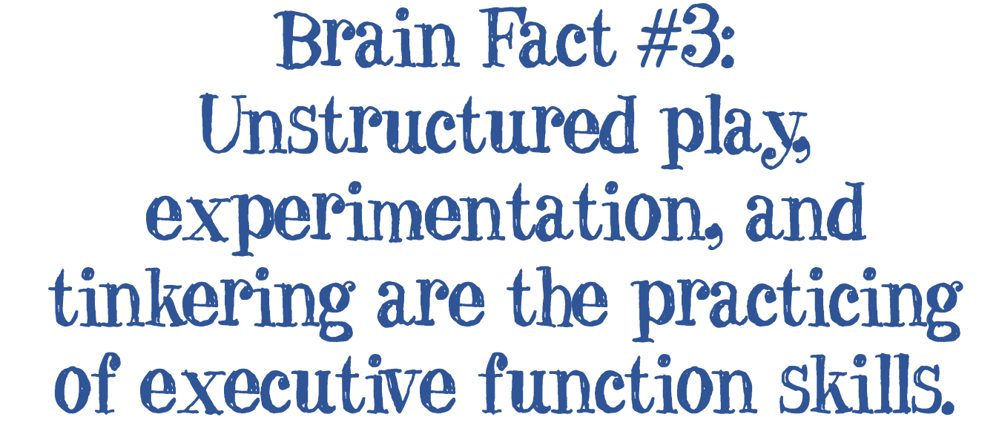 Brain Fact #3:
Unstructured play,
experimentation, and
tinkering are the practicing
of executive function skills.